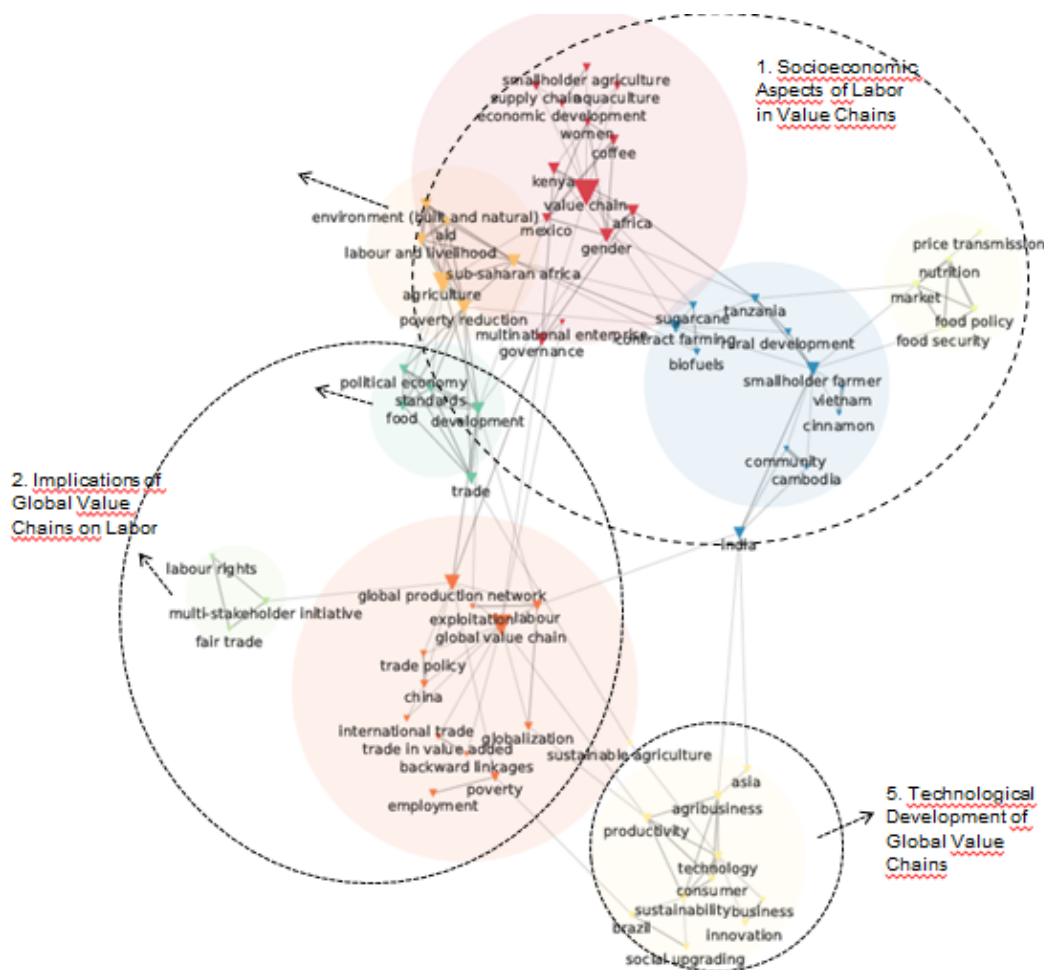 1. Socioeconomic
Aspects of Labor
in Value Chains
smallholder agriculture
supply chain
aquaculture
economic development
women
coffee
kenya
value chain
africa
mexico
gender
environment (built and natural)
aid
labour and livelihood
sub-saharan africa
agriculture
poverty reduction
multinational enterprise
governance
sugarcane
tanzania
contract farming
rural development
biofuels
smallholder farmer
vietnam
cinnamon
community
cambodia
india
price transmission
nutrition
market
food policy
food security
political economy
standards
food
development
trade
2. Implications of
Global Value
Chains on Labor
labour rights
multi-stakeholder initiative
fair trade
global production network
exploitation
labour
global value chain
trade policy
china
international trade
globalization
trade in value added
backward linkages
poverty
employment
sustainable agriculture
asia
agribusiness
productivity
technology
consumer
sustainability
business
brazil
innovation
social upgrading
5. Technological
Development of
Global Value
Chains